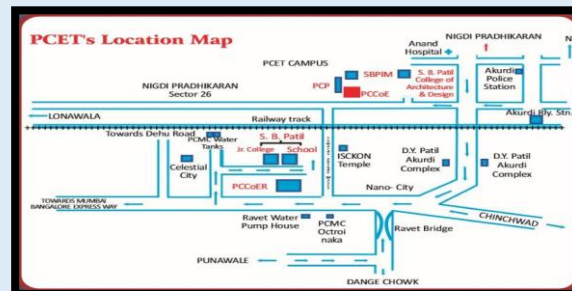 PCET's Location Map
NIGDI PRADHIKARAN
N
Anand
Hospital
PCET CAMPUS
SBPIM
S. B. Patil
College of
Architecture
& Design
Akurdi
Police
Station
NIGDI PRADHIKARAN
Sector 26
PCP
PCCoE
LONAWALA
Railway track
Akurdi Rly. Stn.
Towards Dehu Road
PCMC Water
Tanks
S. B. Patil
Jr. College
School
Celestial
City
ISCKON
Temple
D.Y. Patil
Akurdi
Complex
D.Y. Patil
Akurdi
Complex
PCCoER
Nano- City
TOWARDS MUMBAI
BANGALORE EXPRESS WAY
CHINCHWAD
Ravet Water
Pump House
PCMC
Octroi
naka
Ravet Bridge
PUNAWALE
DANGE CHOWK